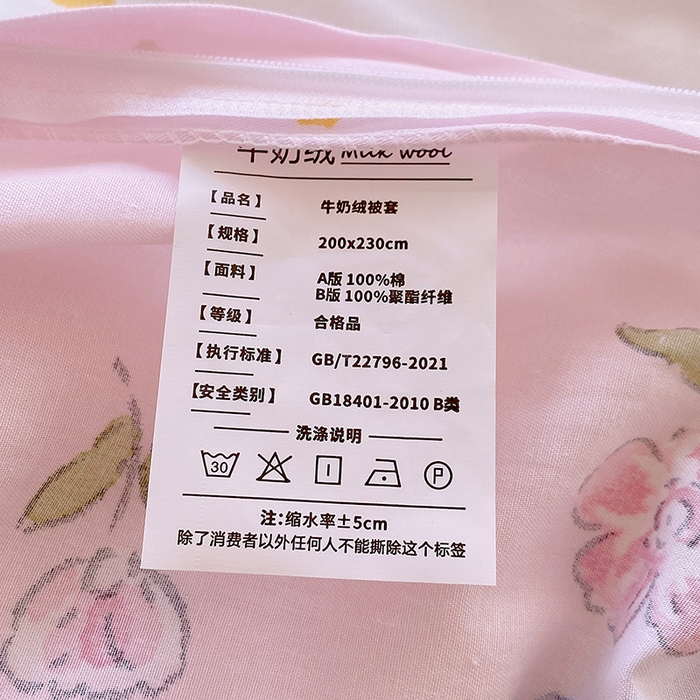 牛奶绒 Milk wool
【品名】 牛奶绒被套
【规格】 200x230cm
【面料】 A版 100%棉
B版 100%聚酯纤维
【等级】 合格品
【执行标准】 GB/T22796-2021
【安全类别】 GB18401-2010 B类
洗涤说明
30 P
注:缩水率±5cm
除了消费者以外任何人不能撕除这个标签